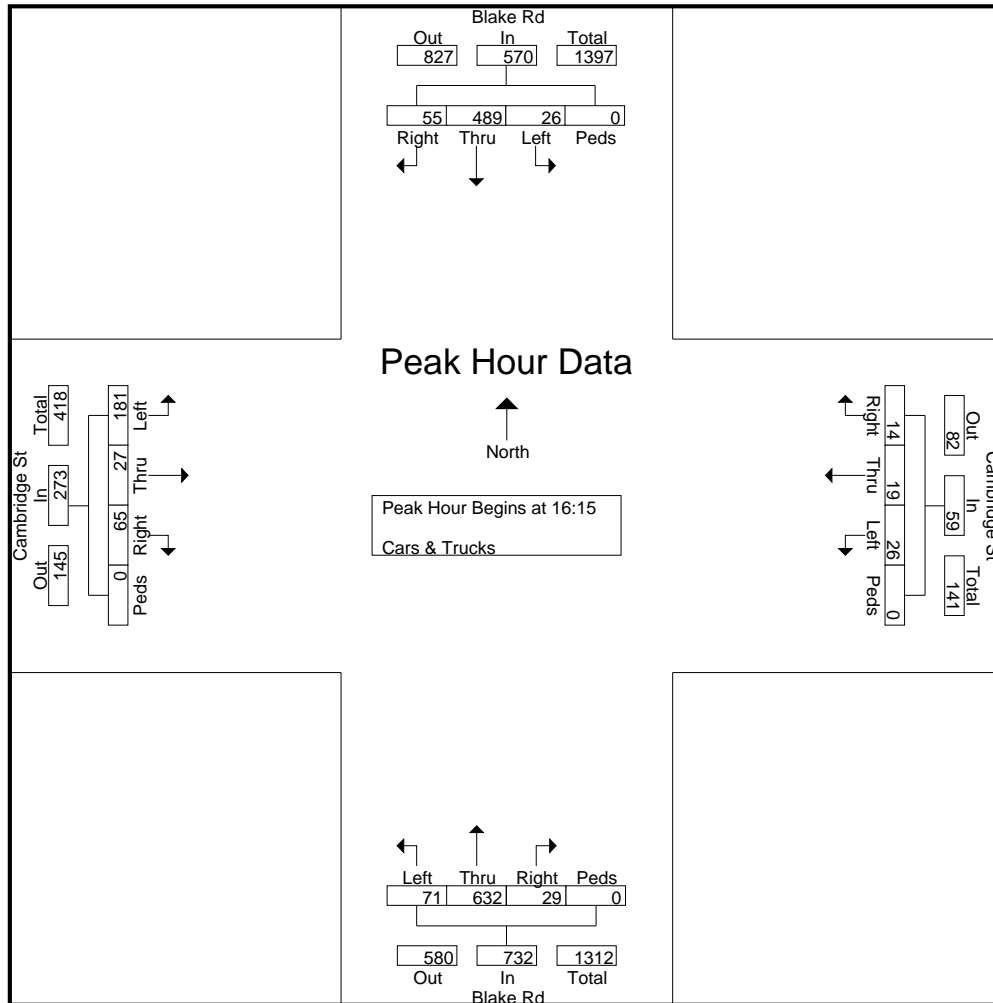 Blake Rd
Out In Total
827 570 1397
55 489 26 0
Right Thru Left Peds
Peak Hour Data
North
Peak Hour Begins at 16:15
Cars & Trucks
Cambridge St
Out In Total
145 273 418
0 65 27 181
Peds Right Thru Left
Cambridge St
Out In Total
82 59 141
14 19 26 0
Right Thru Left Peds
Left Thru Right Peds
71 632 29 0
580 732 1312
Out In Total
Blake Rd